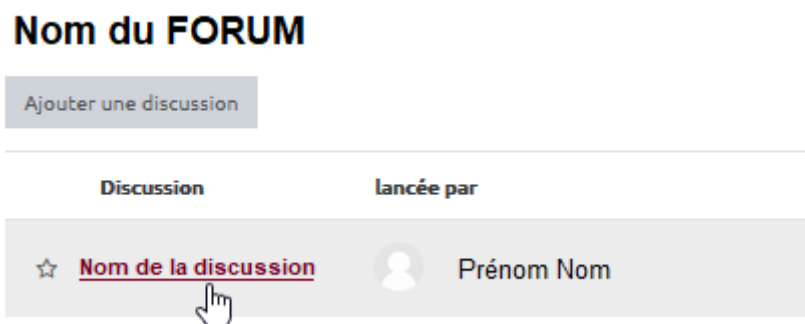 Nom du FORUM
Ajouter une discussion
Discussion lancée par
Nom de la discussion Prénom Nom